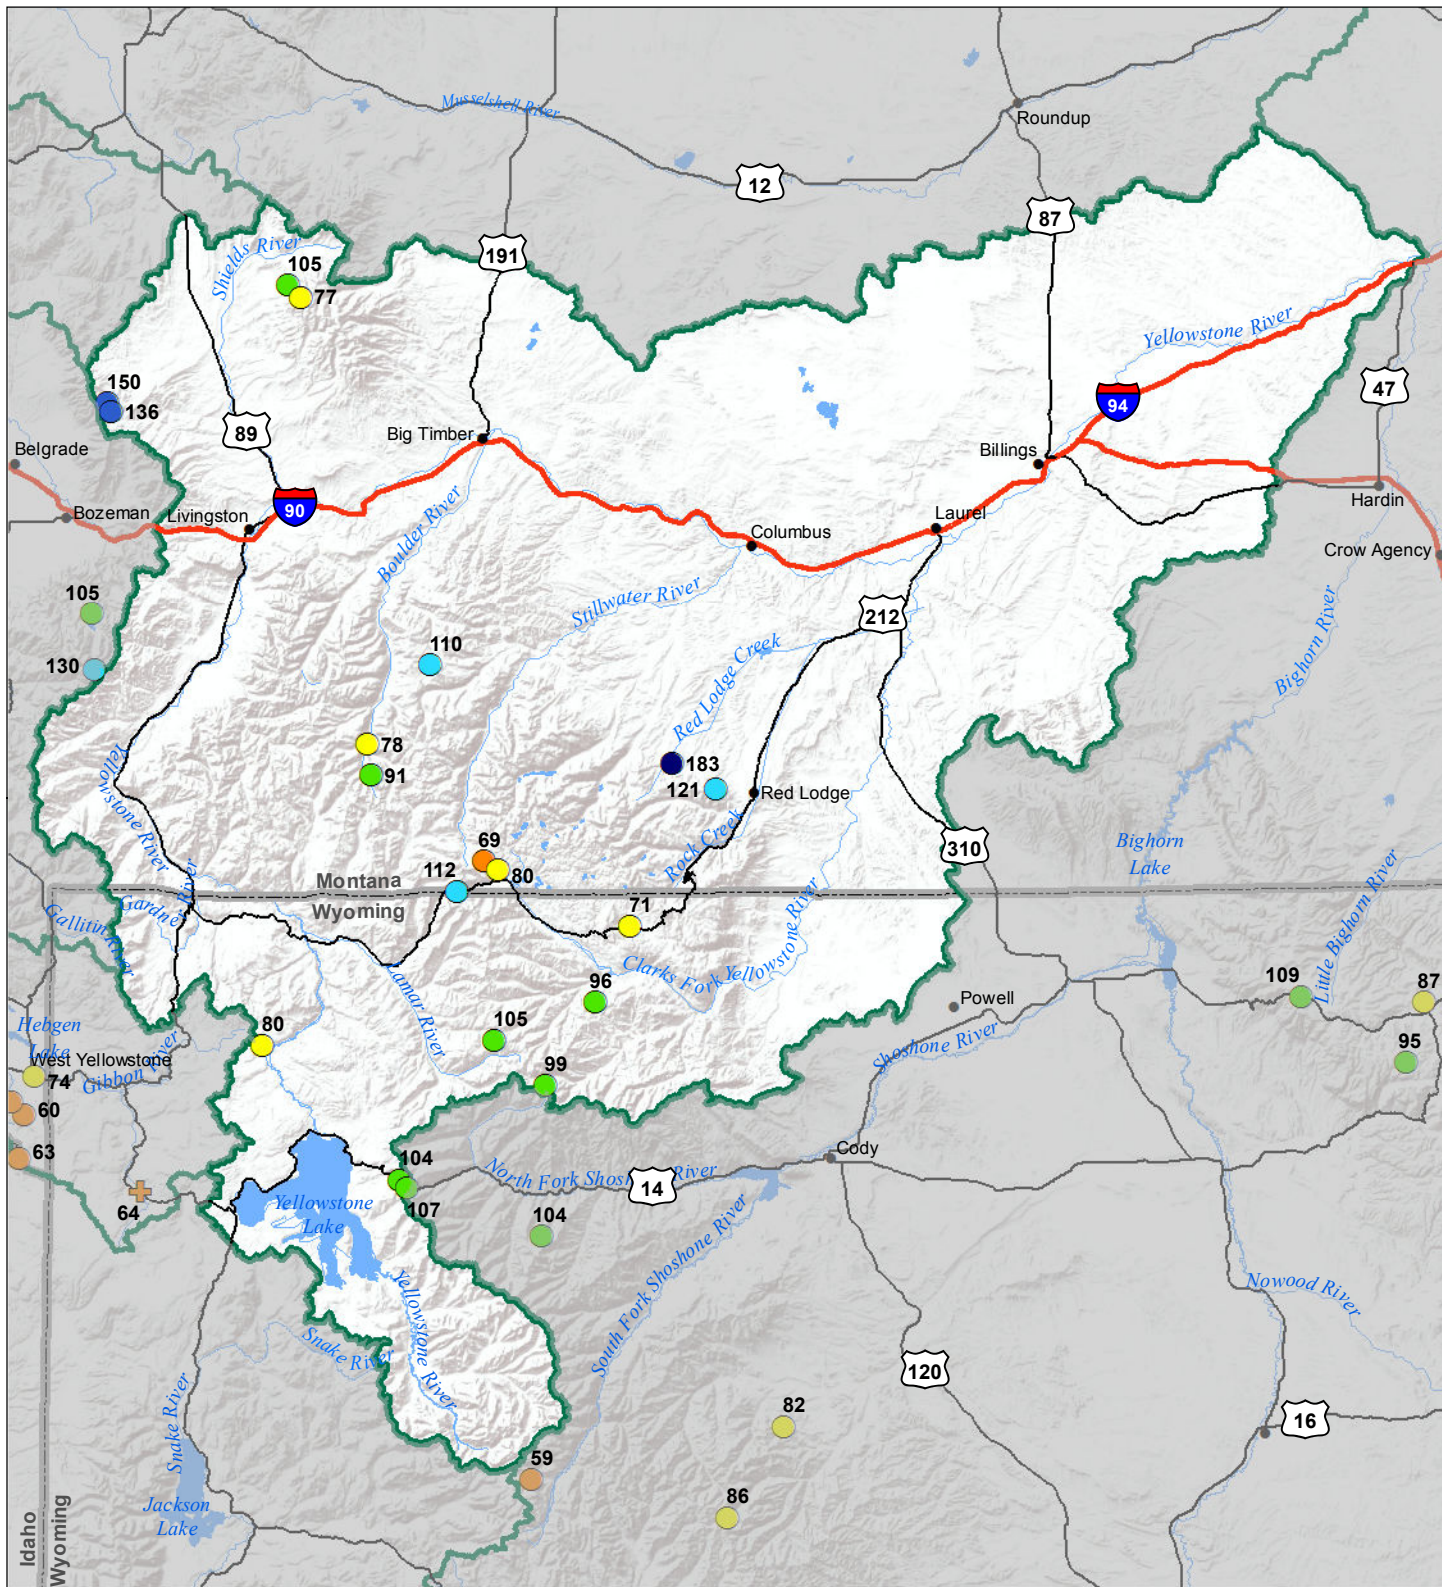 Musselshell River
Roundup
12
87
191
Shields River
105
77
Yellowstone River
47
150
136
94
89
Big Timber
Belgrade
Billings
90
Bozeman
Livingston
Hardin
Laurel
Columbus
Crow Agency
Boulder River
Stillwater River
105
212
110
130
Red Lodge Creek
Bighorn River
Yello
wstone River
78
183
91
121
Red Lodge
Rock Creek
310
Bighorn
Lake
69
80
112
Montana
Wyoming
Gardner River
Gallitin River
71
Little Bighorn River
Clarks Fork Yellowstone River
Lamar River
96
109
87
Powell
Hebgen
Lake
80
105
Shoshone River
95
West Yellowstone
74
Gibbon River
99
60
63
Cody
104
North Fork Shoshone River
14
64
Yellowstone
Lake
107
104
South Fork Shoshone River
Yellowstone River
Nowood River
Snake River
120
Snake River
82
16
59
Jackson
Lake
86
Idaho
Wyoming